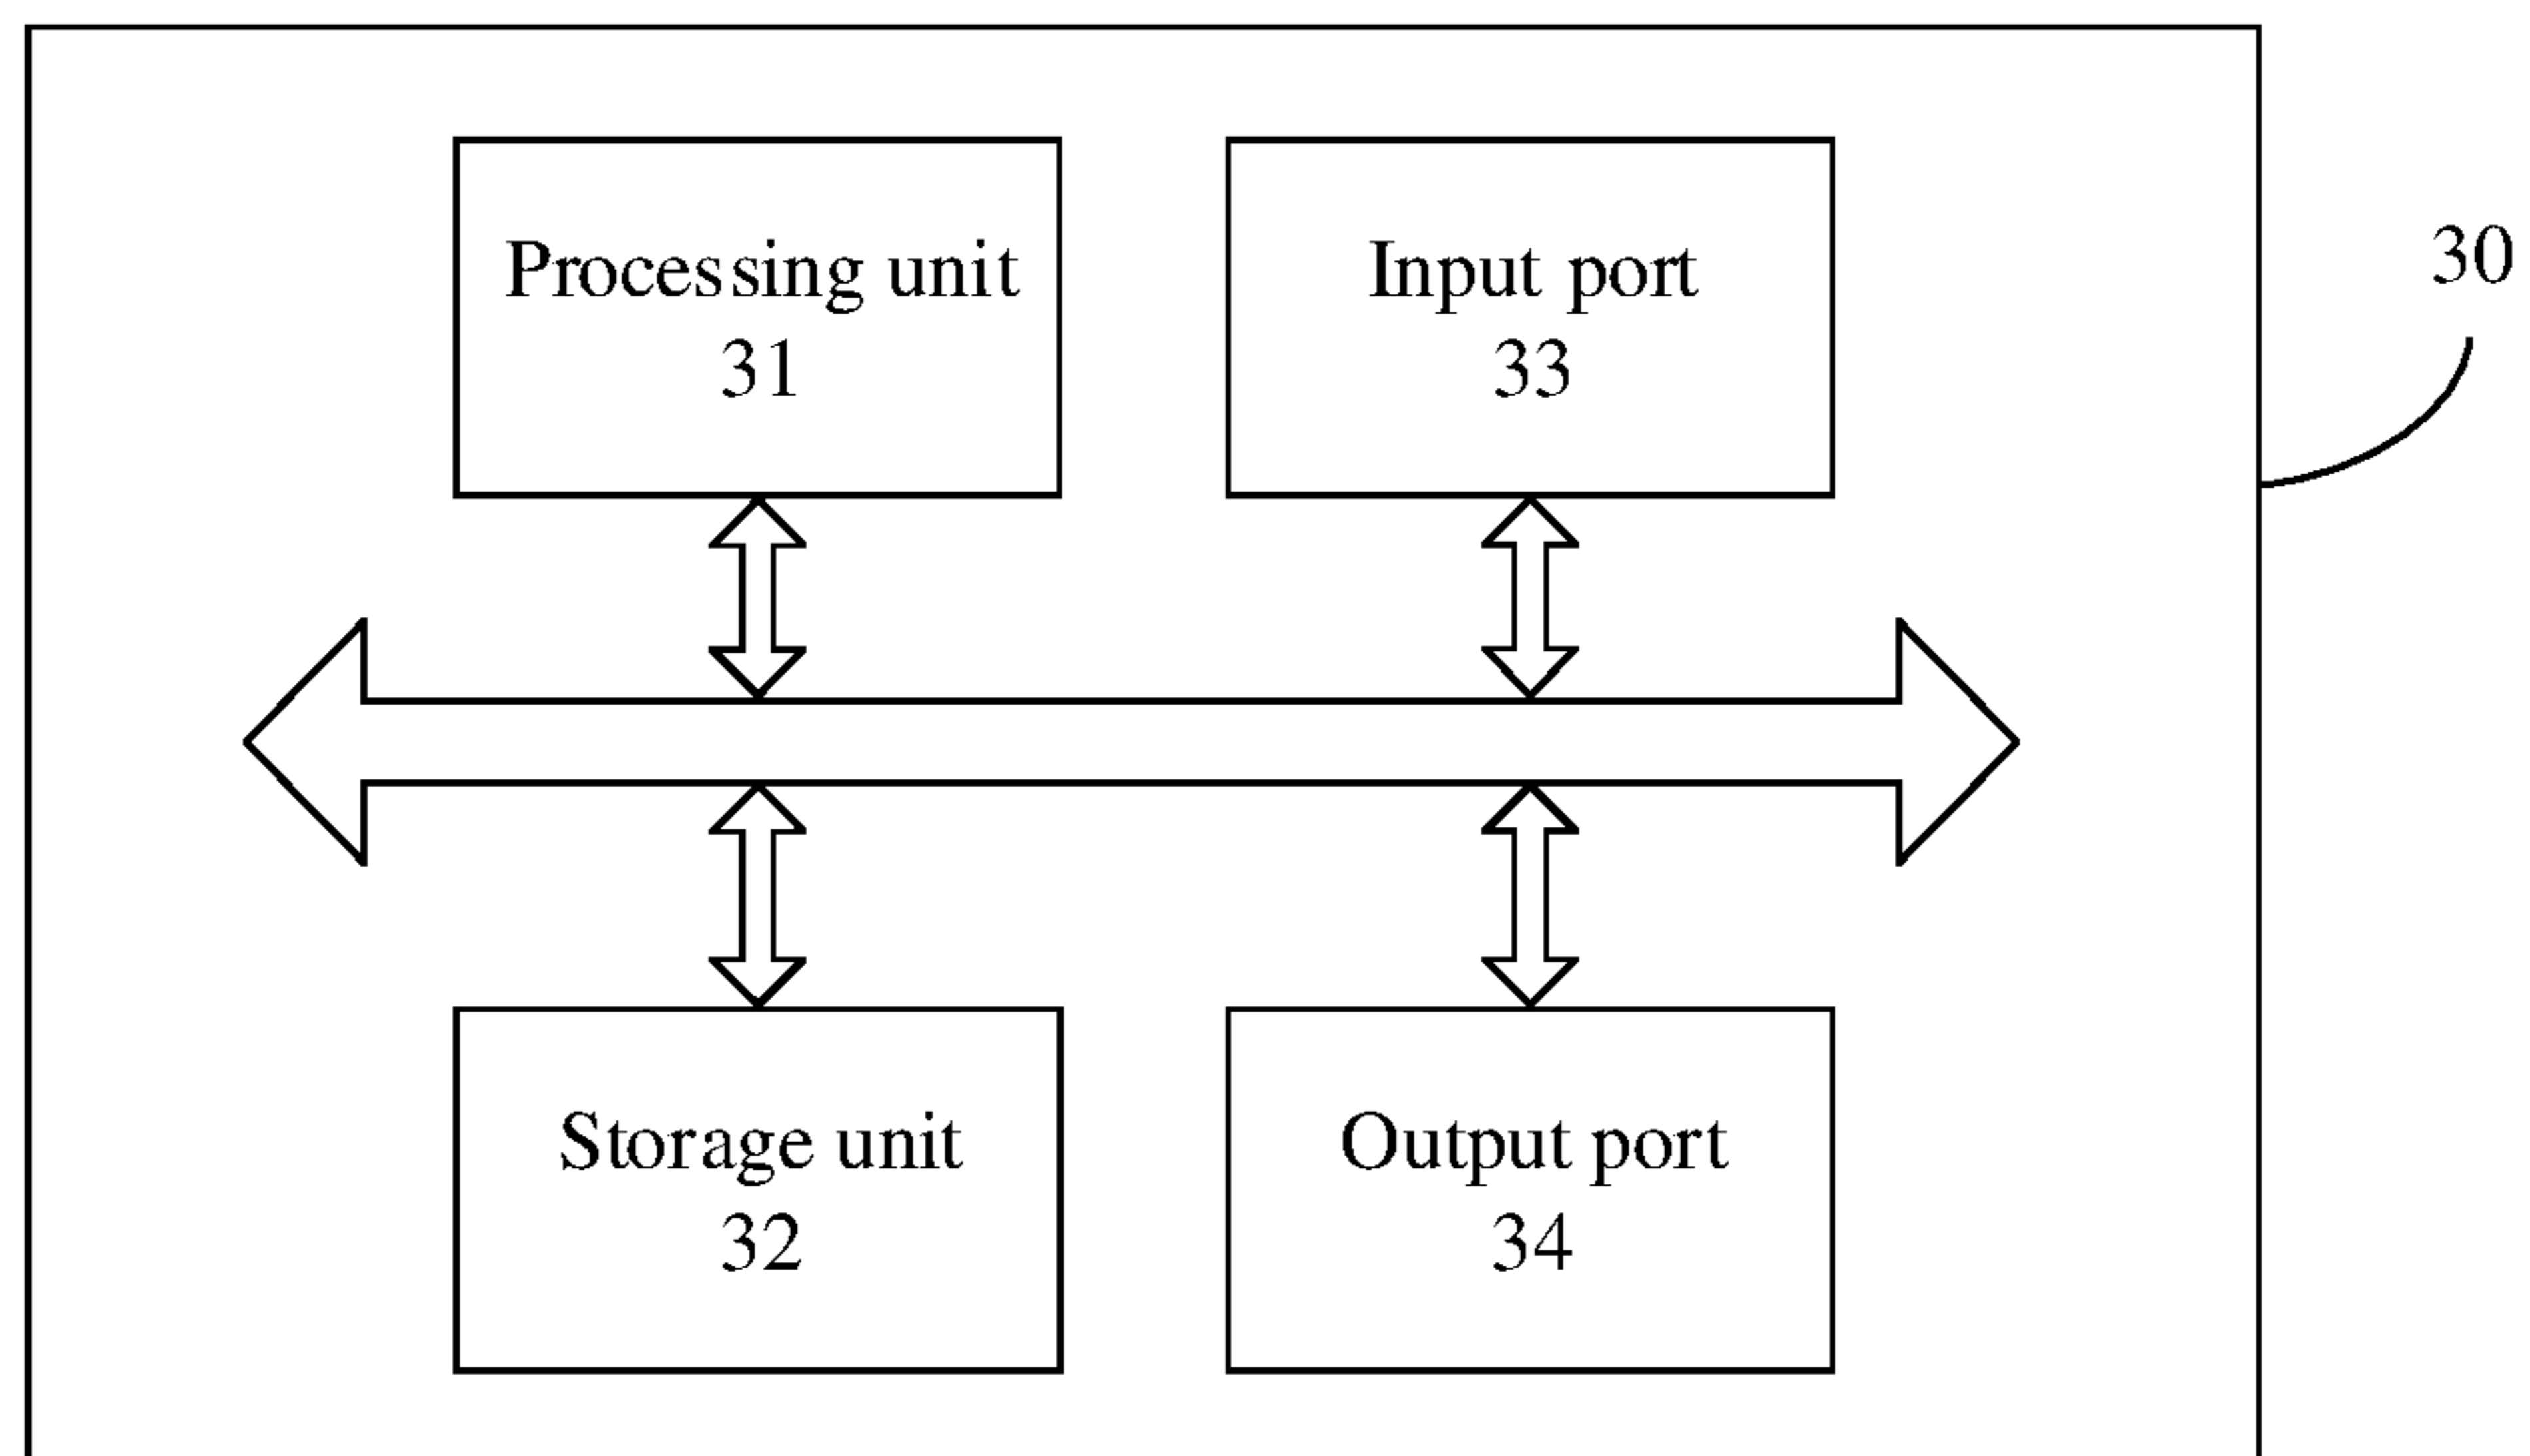 Processing unit
31
Input port
33
30
Storage unit
32
Output port
34